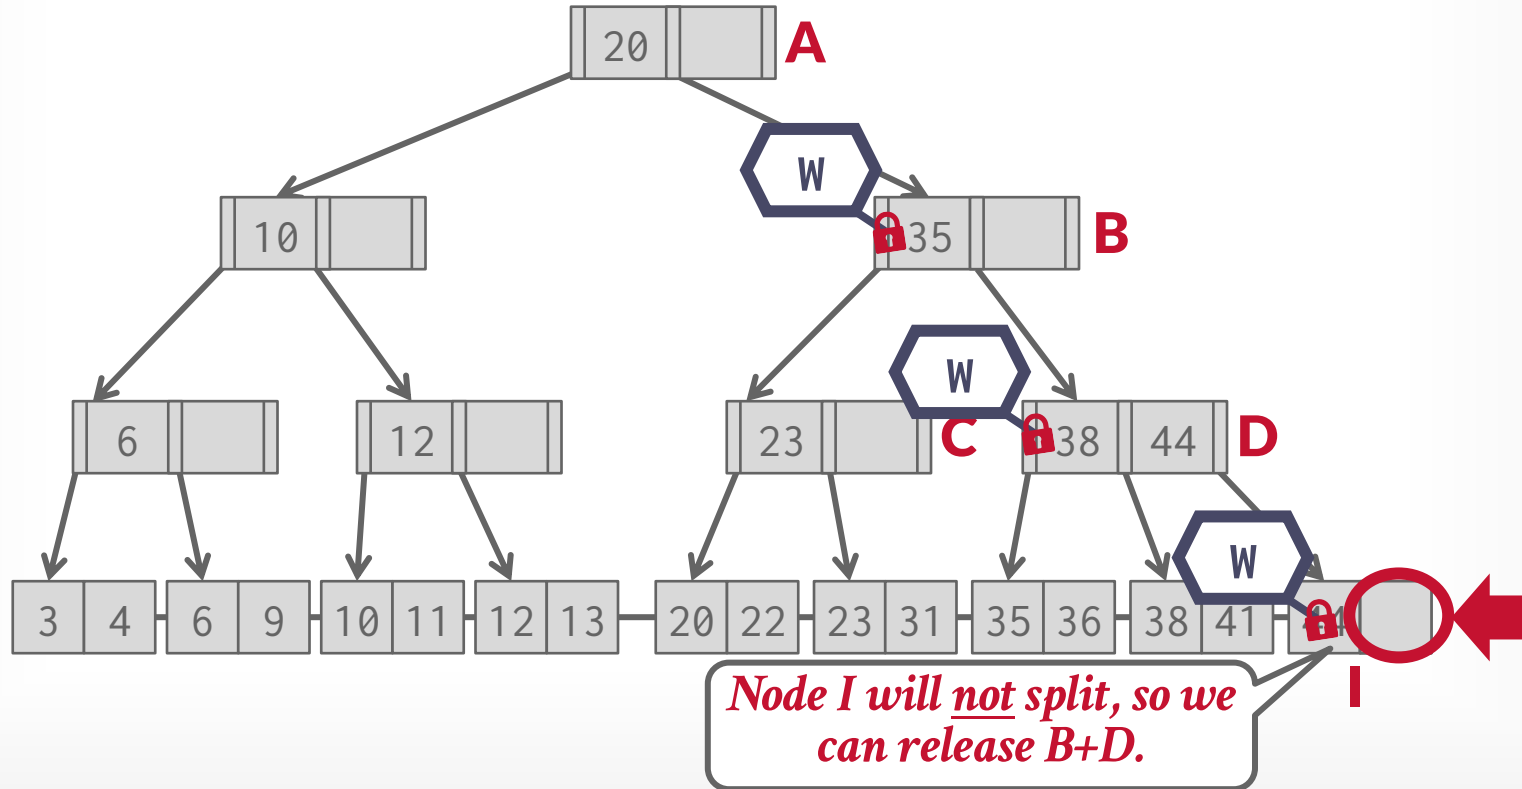 20 A
W
10 35 B
W
6 12 23 C 38 44 D
W
3 4 6 9 10 11 12 13 20 22 23 31 35 36 38 41 44
I
Node I will not split, so we
can release B+D.